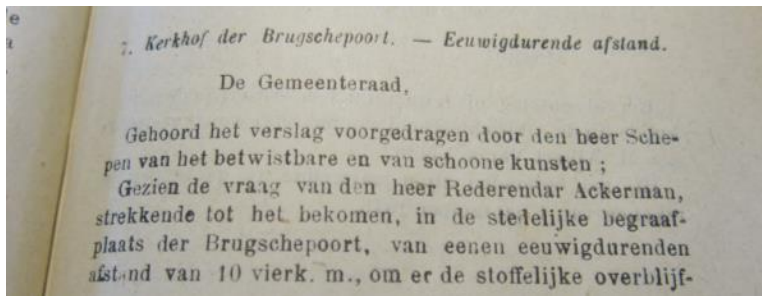 7. Kerkhof der Brugschepoort. — Eeuwigdurende afstand.
De Gemeenteraad,
Gehoord het verslag voorgedragen door den heer Sche-
pen van het betwistbare en van schoone kunsten ;
Gezien de vraag van den heer Rederendar Ackerman,
strekkende tot het bekomen, in de stedelijke begraaf-
plaats der Brugschepoort, van eenen eeuwigdurenden
afstand van 10 vierk. m., om er de stoffelijke overblijf-